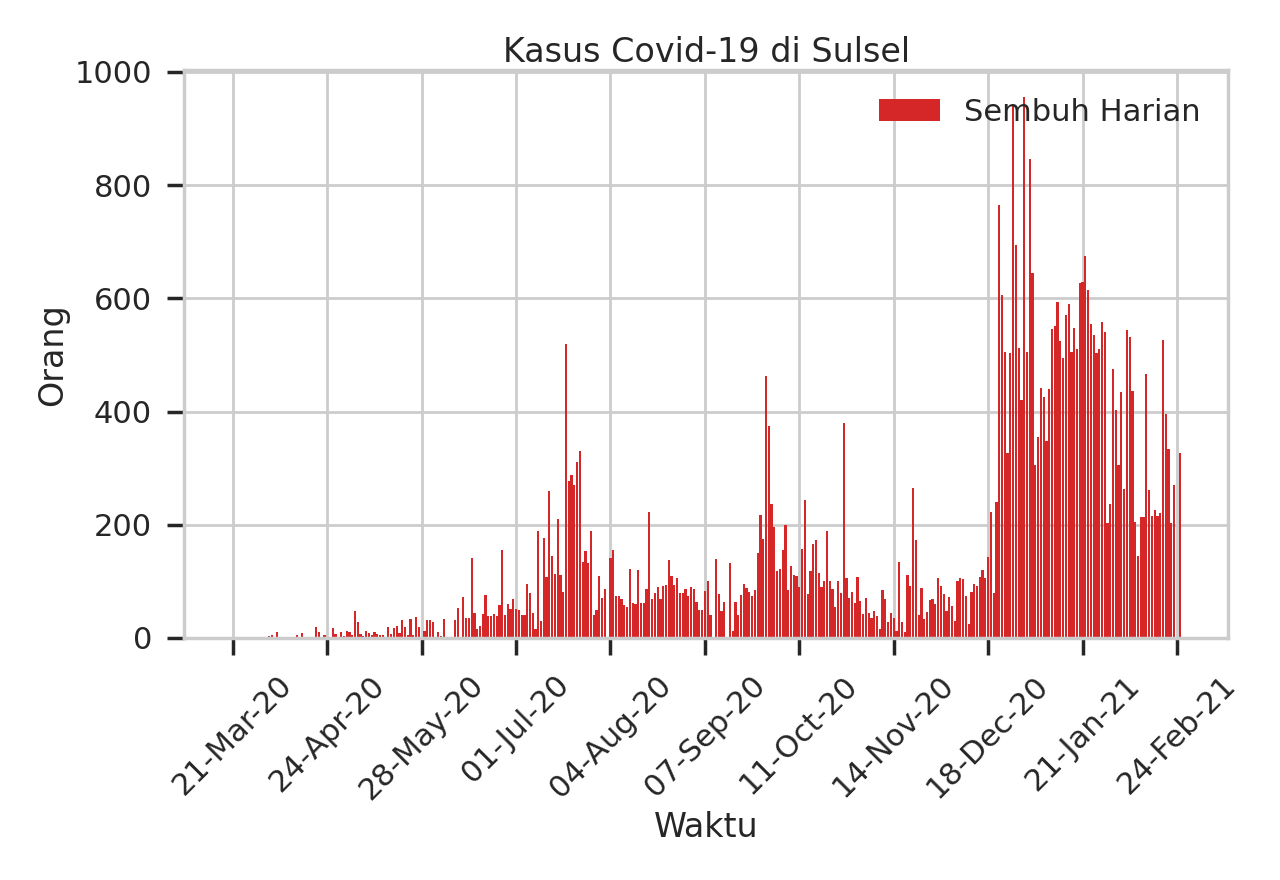 Kasus Covid-19 di Sulsel
1000
800
600
400
200
0
Orang
Sembuh Harian
21-Mar-20
24-Apr-20
28-May-20
01-Jul-20
04-Aug-20
07-Sep-20
11-Oct-20
14-Nov-20
18-Dec-20
21-Jan-21
24-Feb-21
Waktu